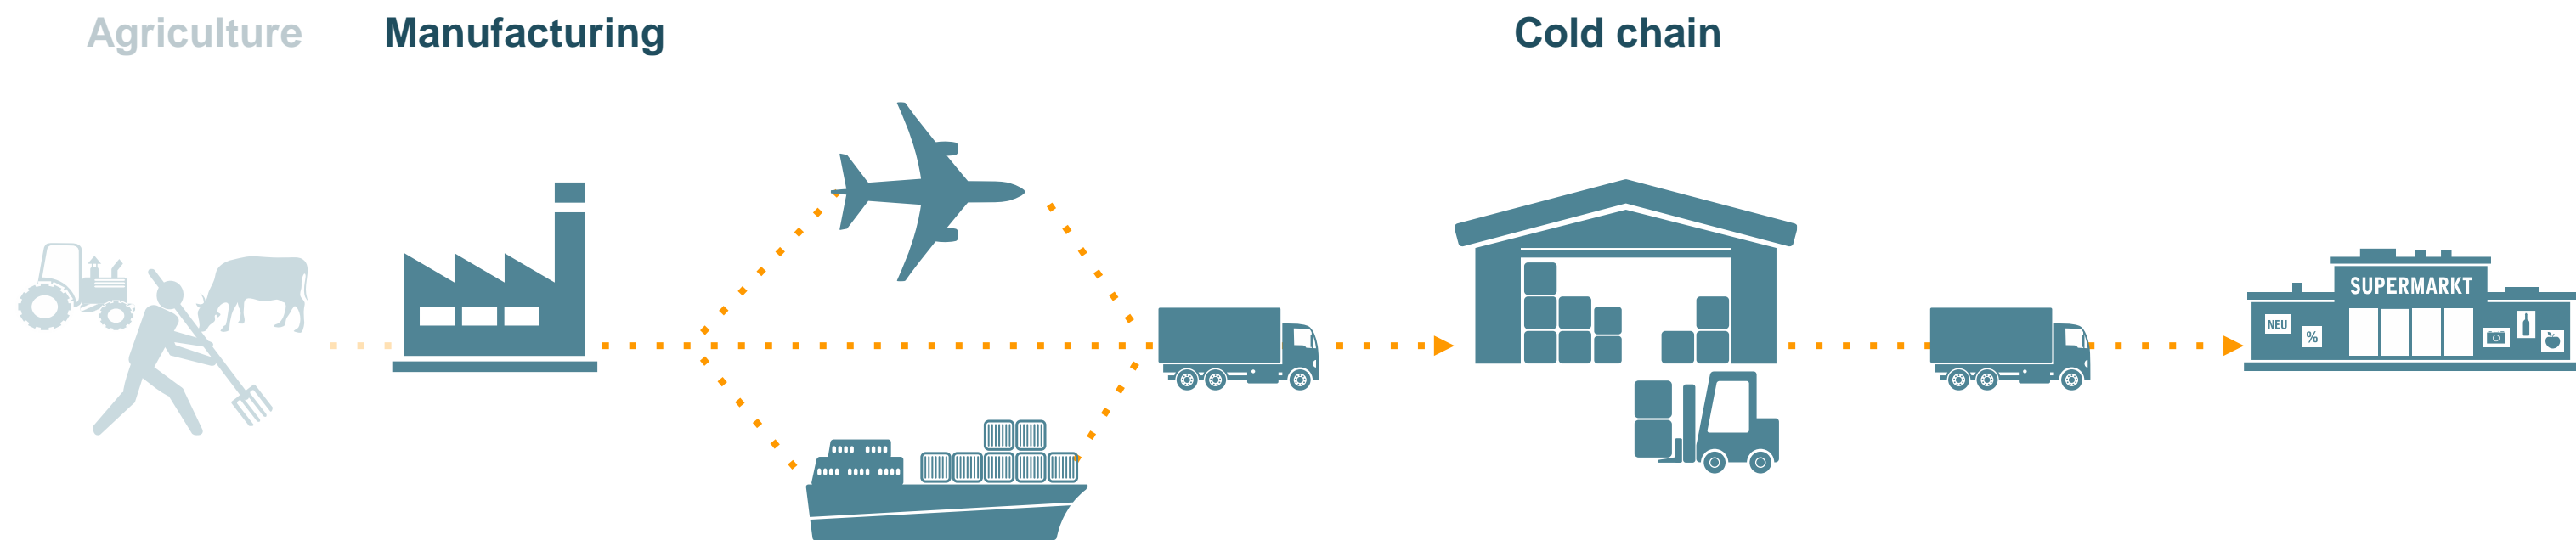 Agriculture
Manufacturing
Cold chain
SUPERMARKT
NEU
%